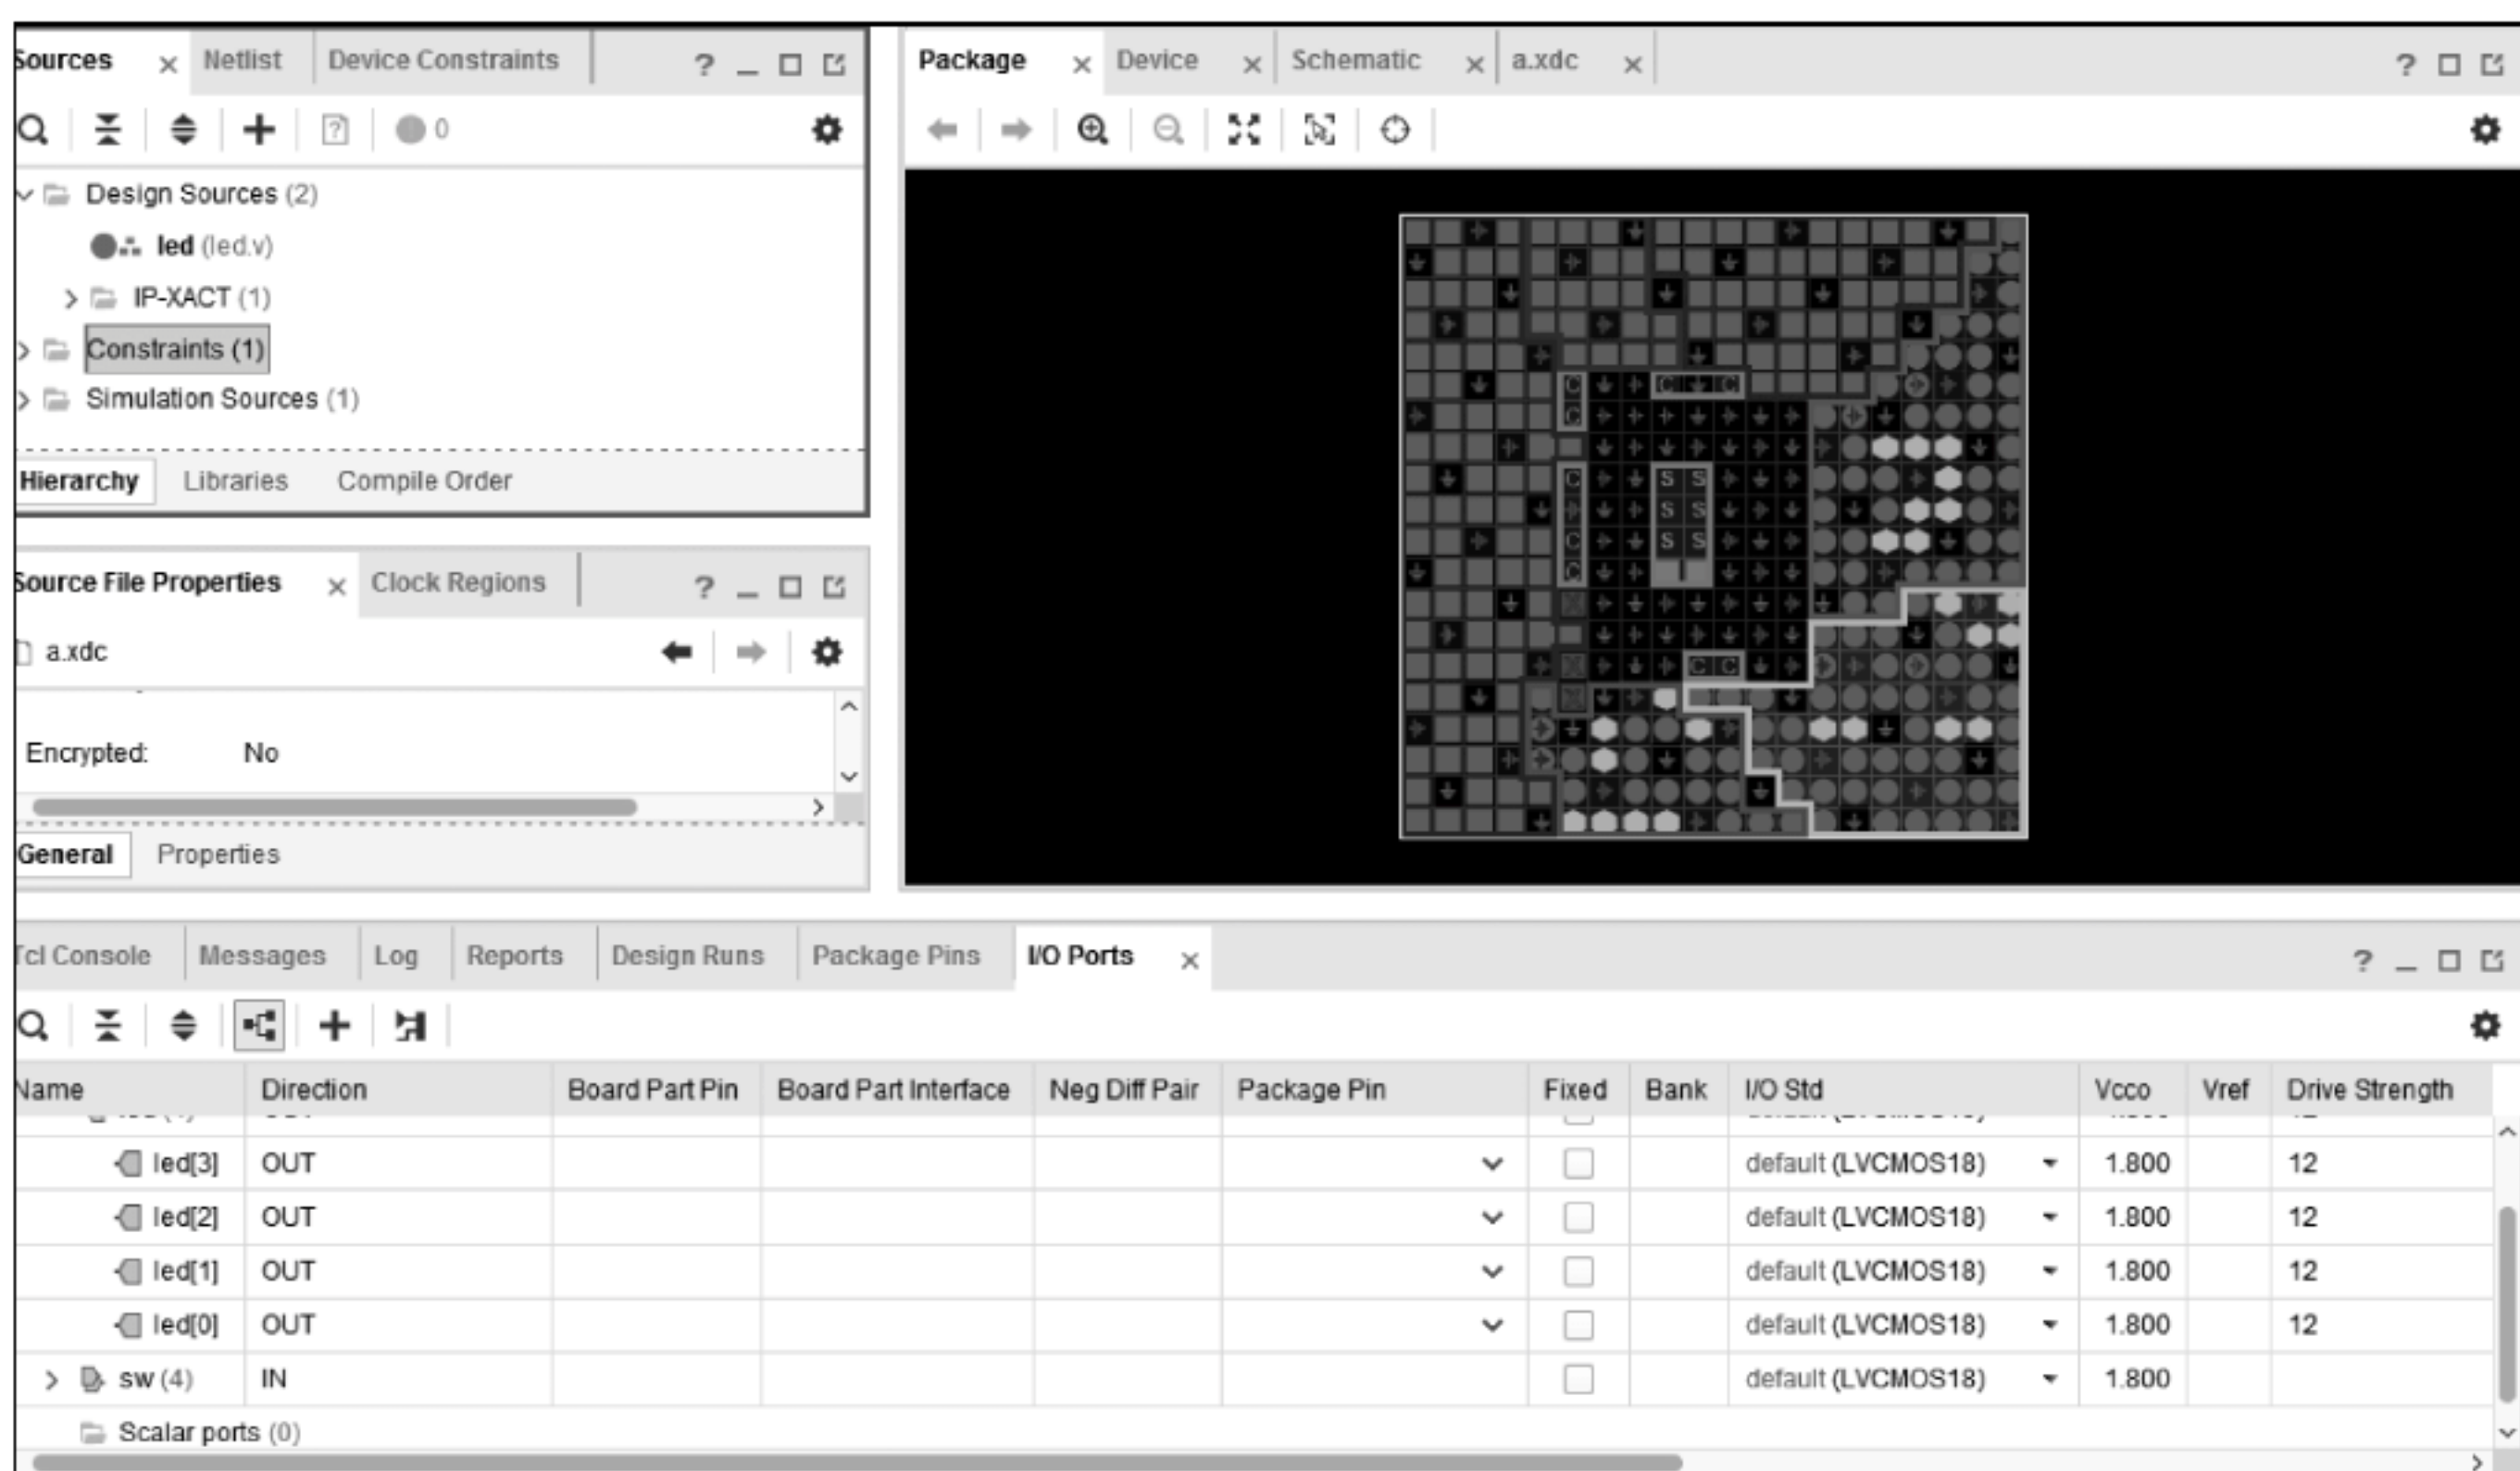 Sources Netlist Device Constraints ?
? 0
Design Sources (2)
led (led.v)
IP-XACT (1)
Constraints (1)
Simulation Sources (1)
Hierarchy Libraries Compile Order
Source File Properties Clock Regions ?
a.xdc
Encrypted: No
General Properties
Package Device Schematic a.xdc ?
C C C
C
C S S
S S
C S S
C
C C
Tcl Console Messages Log Reports Design Runs Package Pins I/O Ports ?
Name Direction Board Part Pin Board Part Interface Neg Diff Pair Package Pin Fixed Bank I/O Std Vcco Vref Drive Strength
led[3] OUT default (LVCMOS18) 1.800 12
led[2] OUT default (LVCMOS18) 1.800 12
led[1] OUT default (LVCMOS18) 1.800 12
led[0] OUT default (LVCMOS18) 1.800 12
sw (4) IN default (LVCMOS18) 1.800
Scalar ports (0)